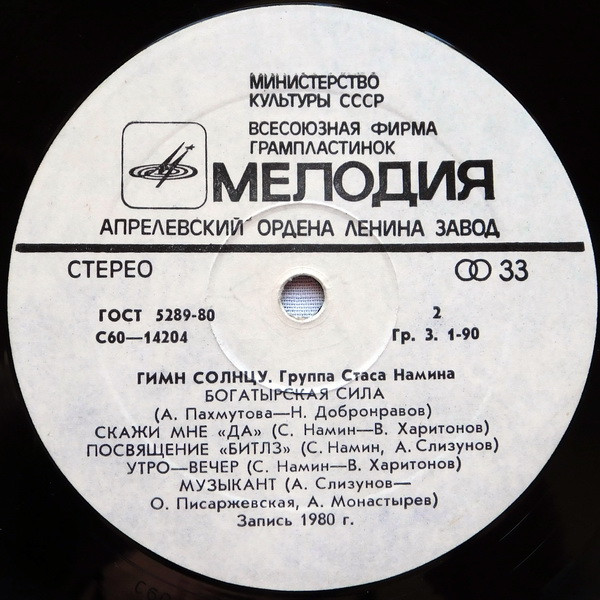 МИНИСТЕРСТВО
КУЛЬТУРЫ СССР
ВСЕСОЮЗНАЯ ФИРМА
ГРАМПЛАСТИНОК
МЕЛОДИЯ
АПРЕЛЕВСКИЙ ОРДЕНА ЛЕНИНА ЗАВОД
СТЕРЕО 33
ГОСТ 5289-80 2
С60—14204 Гр. 3. 1-90
ГИМН СОЛНЦУ. Группа Стаса Намина
БОГАТЫРСКАЯ СИЛА
(А. Пахмутова—Н. Добронравов)
СКАЖИ МНЕ «ДА» (С. Намин—В. Харитонов)
ПОСВЯЩЕНИЕ «БИТЛЗ» (С. Намин, А. Слизунов)
УТРО—ВЕЧЕР (С. Намин—В. Харитонов)
МУЗЫКАНТ (А. Слизунов—
О. Писаржевская, А. Монастырев)
Запись 1980 г.